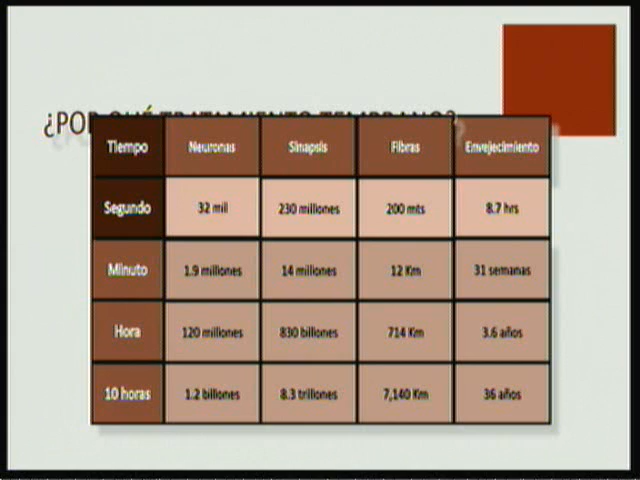 ¿POR QUÉ TRATAMIENTO TEMPRANO?
Tiempo Neuronas Sinapsis Fibras Envejecimiento
Segundo 32 mil 230 millones 200 mts 8.7 hrs
Minuto 1.9 millones 14 millones 12 Km 31 semanas
Hora 120 millones 830 billones 714 Km 3.6 años
10 horas 1.2 billones 8.3 trillones 7,140 Km 36 años